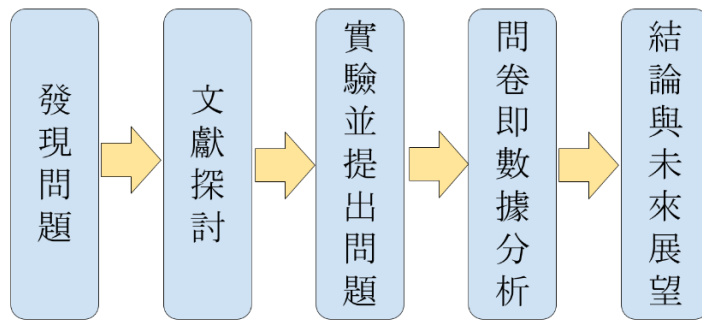 發現問題
文獻探討
實驗並提出問題
問卷即數據分析
結論與未來展望